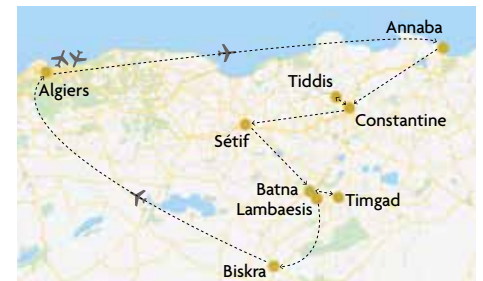 Annaba
Algiers
Tiddis
Constantine
Sétif
Batna
Lambaesis
Timgad
Biskra